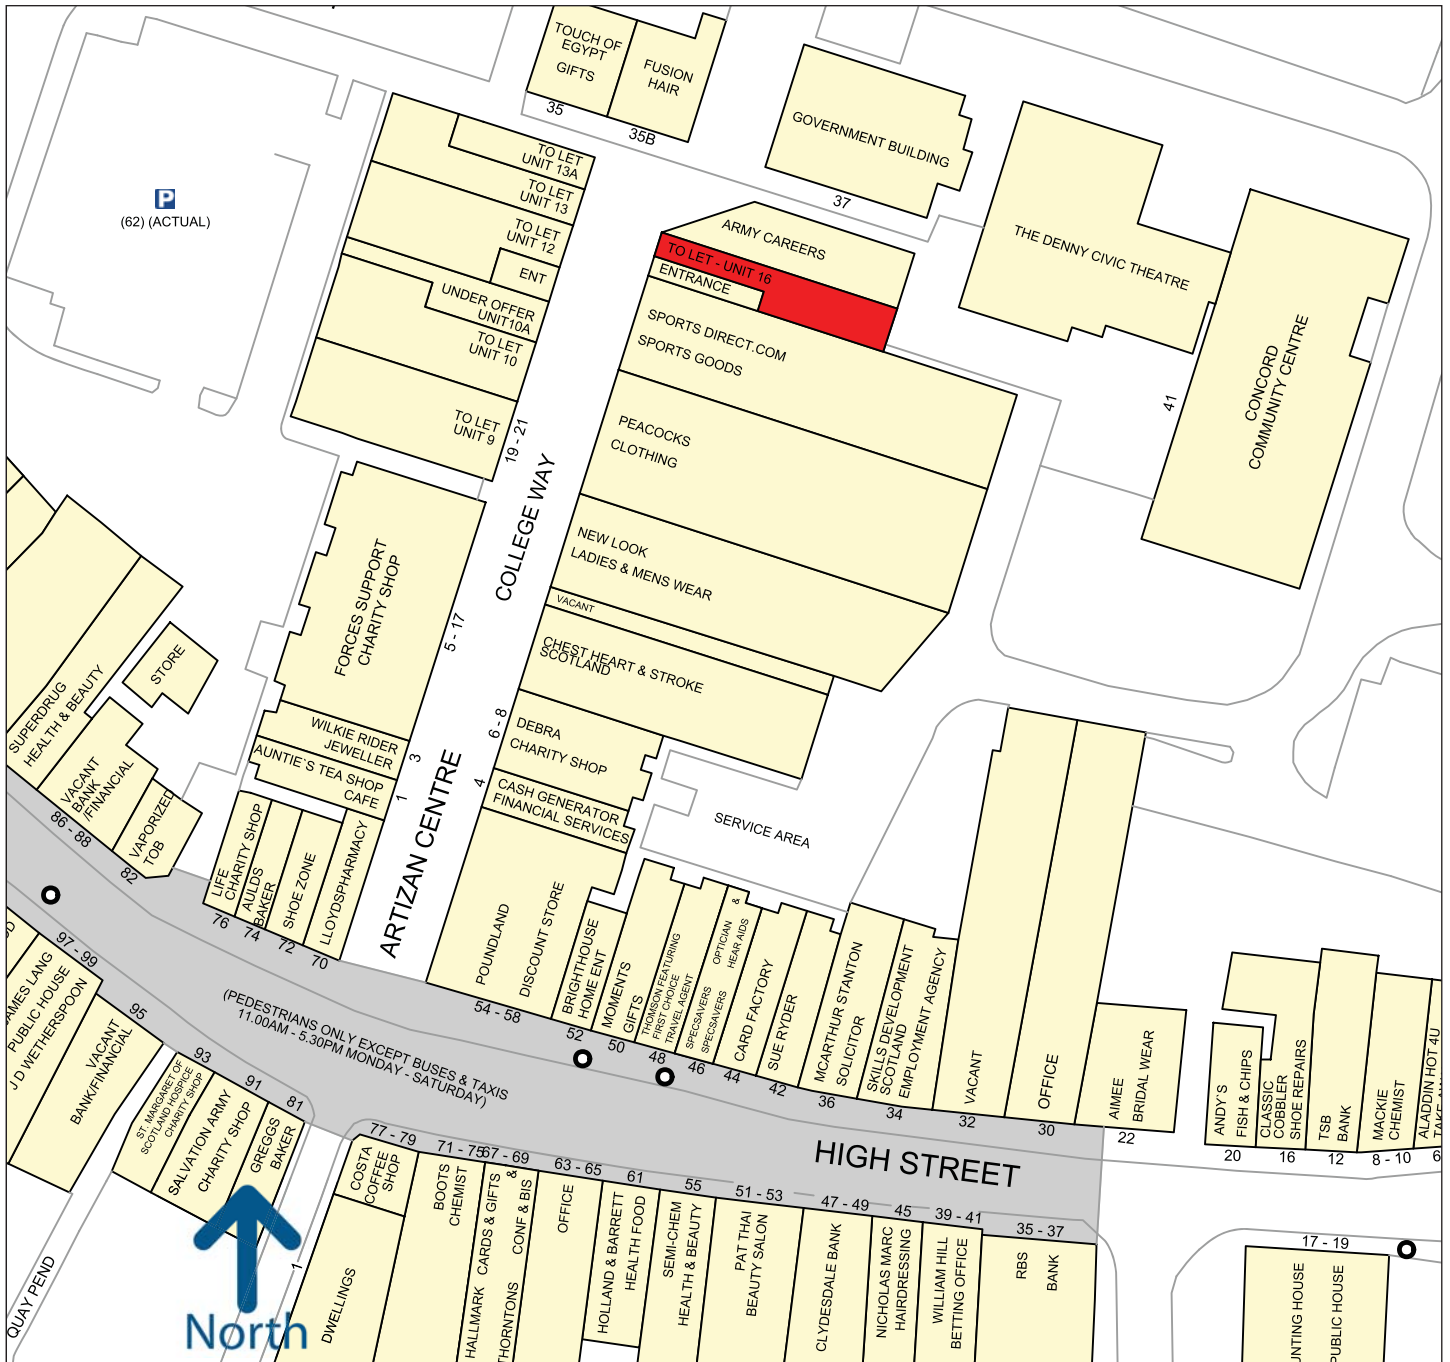 TOUCH OF
EGYPT
GIFTS
35
FUSION
HAIR
35B
GOVERNMENT BUILDING
37
THE DENNY CIVIC THEATRE
CONCORD
COMMUNITY CENTRE
41
P
(62) (ACTUAL)
TO LET
UNIT 13A
TO LET
UNIT 13
TO LET
UNIT 12
ENT
UNDER OFFER
UNIT10A
TO LET
UNIT 10
TO LET
UNIT 9
19 - 21
ARMY CAREERS
TO LET - UNIT 16
ENTRANCE
SPORTS DIRECT.COM
SPORTS GOODS
PEACOCKS
CLOTHING
NEW LOOK
LADIES & MENS WEAR
VACANT
CHEST HEART & STROKE
SCOTLAND
6 - 8
DEBRA
CHARITY SHOP
4
CASH GENERATOR
FINANCIAL SERVICES
COLLEGE WAY
ARTIZAN CENTRE
FORCES SUPPORT
CHARITY SHOP
5 - 17
WILKIE RIDER
JEWELLER
3
AUNTIE`S TEA SHOP
CAFE
1
SERVICE AREA
STORE
SUPERDRUG
HEALTH & BEAUTY
VACANT
BANK
/FINANCIAL
86 - 88
VAPORIZED
TOB
82
LIFE
CHARITY SHOP
76
AULDS
BAKER
74
SHOE ZONE
72
LLOYDSPHARMACY
70
POUNDLAND
DISCOUNT STORE
54 - 58
BRIGHTHOUSE
HOME ENT
52
MOMENTS
GIFTS
50
THOMSON FEATURING
FIRST CHOICE
TRAVEL AGENT
48
SPECSAVERS OPTICIAN &
SPECSAVERS HEAR AIDS
46
CARD FACTORY
44
SUE RYDER
42
MCARTHUR STANTON
SOLICITOR
36
SKILLS DEVELOPMENT
SCOTLAND
EMPLOYMENT AGENCY
34
VACANT
32
OFFICE
30
AIMEE
BRIDAL WEAR
22
ANDY`S
FISH & CHIPS
20
CLASSIC
COBBLER
SHOE REPAIRS
16
TSB
BANK
12
MACKIE
CHEMIST
8 - 10
ALADDIN HOT 4U
6
(PEDESTRIANS ONLY EXCEPT BUSES & TAXIS
11.00AM - 5.30PM MONDAY - SATURDAY)
HIGH STREET
97 - 99
JAMES LANG
PUBLIC HOUSE
J D WETHERSPOON
95
VACANT
BANK/FINANCIAL
93
ST. MARGARET OF
SCOTLAND HOSPICE
CHARITY SHOP
91
SALVATION ARMY
CHARITY SHOP
81
GREGGS
BAKER
QUAY PEND
North
1
77 - 79
COSTA
COFFEE
SHOP
DWELLINGS
71 - 75
BOOTS
CHEMIST
67 - 69
HALLMARK CARDS & GIFTS &
THORNTONS CONF & BIS
63 - 65
OFFICE
61
HOLLAND & BARRETT
HEALTH FOOD
55
SEMI-CHEM
HEALTH & BEAUTY
51 - 53
PAT THAI
BEAUTY SALON
47 - 49
CLYDESDALE BANK
45
NICHOLAS MARC
HAIRDRESSING
39 - 41
WILLIAM HILL
BETTING OFFICE
35 - 37
RBS
BANK
17 - 19
UNTING HOUSE
PUBLIC HOUSE